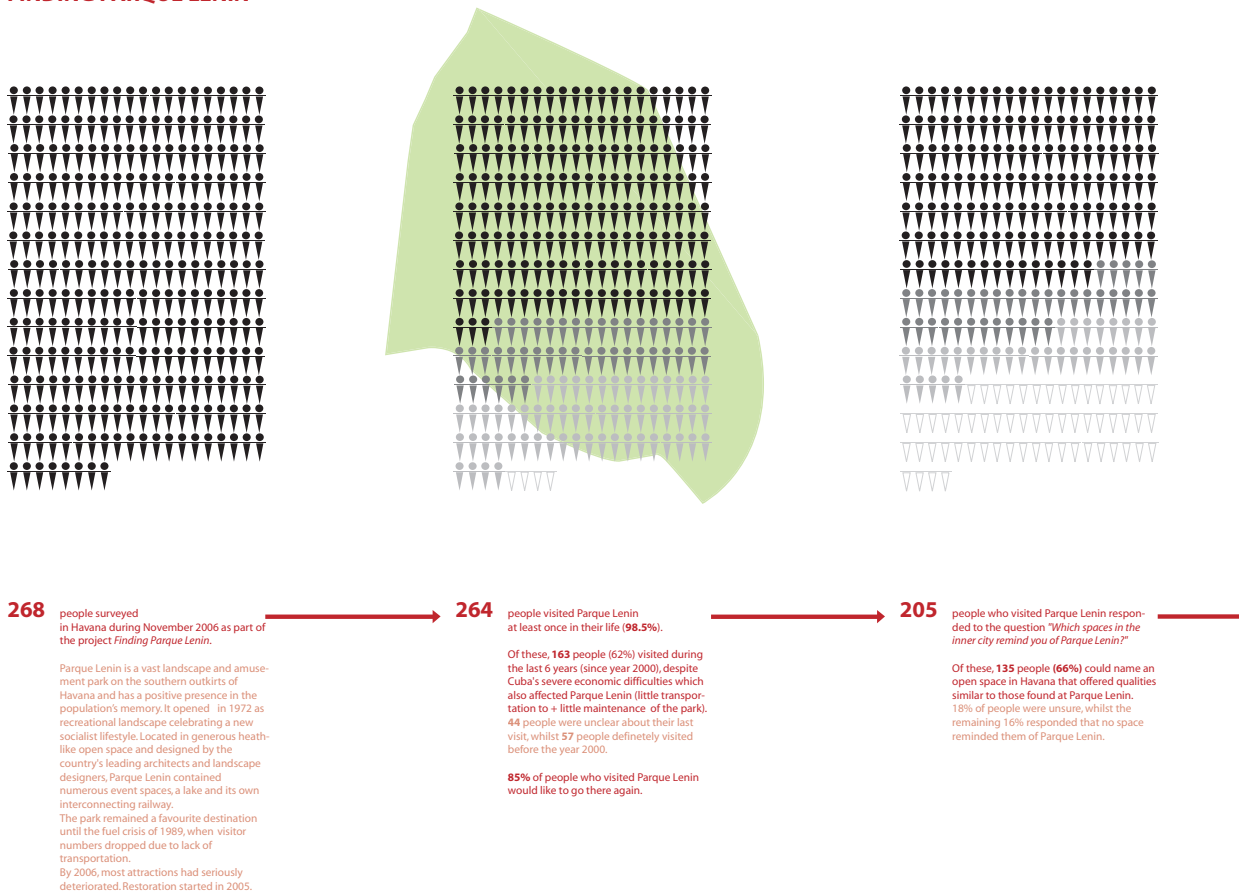 268
people surveyed
in Havana during November 2006 as part of
the project Finding Parque Lenin.
Parque Lenin is a vast landscape and amuse-
ment park on the southern outkirts of
Havana and has a positive presence in the
population's memory. It opened in 1972 as
recreational landscape celebrating a new
socialist lifestyle. Located in generous heath-
like open space and designed by the
country's leading architects and landscape
designers, Parque Lenin contained
numerous event spaces, a lake and its own
interconnecting railway.
The park remained a favourite destination
until the fuel crisis of 1989, when visitor
numbers dropped due to lack of
transportation.
By 2006, most attractions had seriously
deteriorated. Restoration started in 2005.
264
people visited Parque Lenin
at least once in their life (98.5%).
Of these, 163 people (62%) visited during
the last 6 years (since year 2000), despite
Cuba's severe economic difficulties which
also affected Parque Lenin (little transpor-
tation to + little maintenance of the park).
44 people were unclear about their last
visit, whilst 57 people definetely visited
before the year 2000.
85% of people who visited Parque Lenin
would like to go there again.
205
people who visited Parque Lenin respon-
ded to the question "Which spaces in the
inner city remind you of Parque Lenin?"
Of these, 135 people (66%) could name an
open space in Havana that offered qualities
similar to those found at Parque Lenin.
18% of people were unsure, whilst the
remaining 16% responded that no space
reminded them of Parque Lenin.